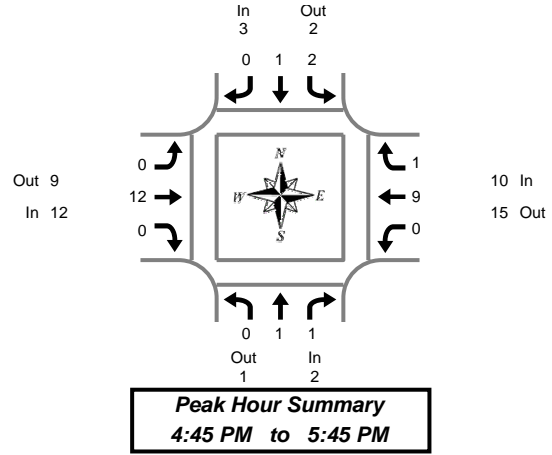 In Out
3 2
0 1 2
0 1
Out 9 12 9 10 In
In 12 0 0 15 Out
N
W E
S
0 1 1
Out In
1 2
Peak Hour Summary
4:45 PM to 5:45 PM